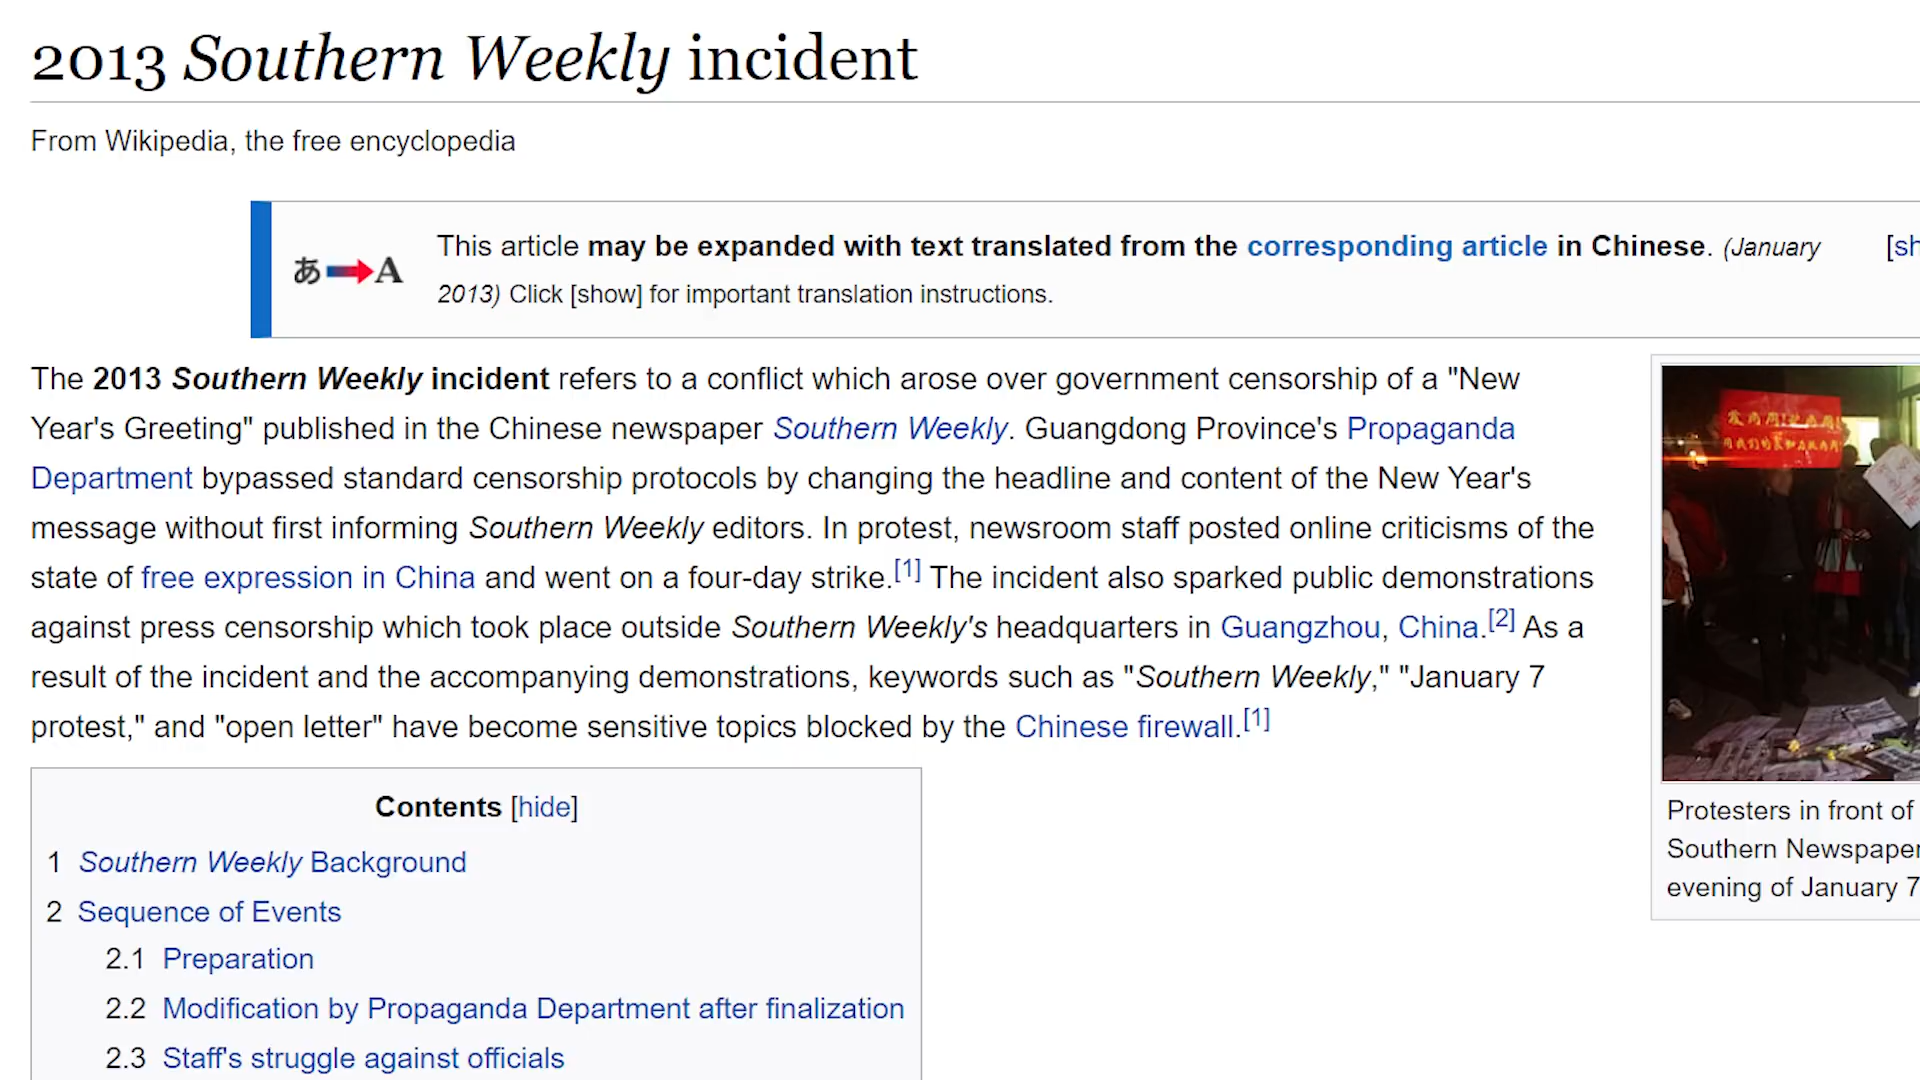 2013 Southern Weekly incident
From Wikipedia, the free encyclopedia
あ A
This article may be expanded with text translated from the corresponding article in Chinese. (January [sh
2013) Click [show] for important translation instructions.
The 2013 Southern Weekly incident refers to a conflict which arose over government censorship of a "New
Year's Greeting" published in the Chinese newspaper Southern Weekly. Guangdong Province's Propaganda
Department bypassed standard censorship protocols by changing the headline and content of the New Year's
message without first informing Southern Weekly editors. In protest, newsroom staff posted online criticisms of the
state of free expression in China and went on a four-day strike.[1] The incident also sparked public demonstrations
against press censorship which took place outside Southern Weekly's headquarters in Guangzhou, China.[2] As a
result of the incident and the accompanying demonstrations, keywords such as "Southern Weekly," "January 7
protest," and "open letter" have become sensitive topics blocked by the Chinese firewall.[1]
Protesters in front of
Southern Newspaper
evening of January 7
Contents [hide]
1 Southern Weekly Background
2 Sequence of Events
2.1 Preparation
2.2 Modification by Propaganda Department after finalization
2.3 Staff's struggle against officials